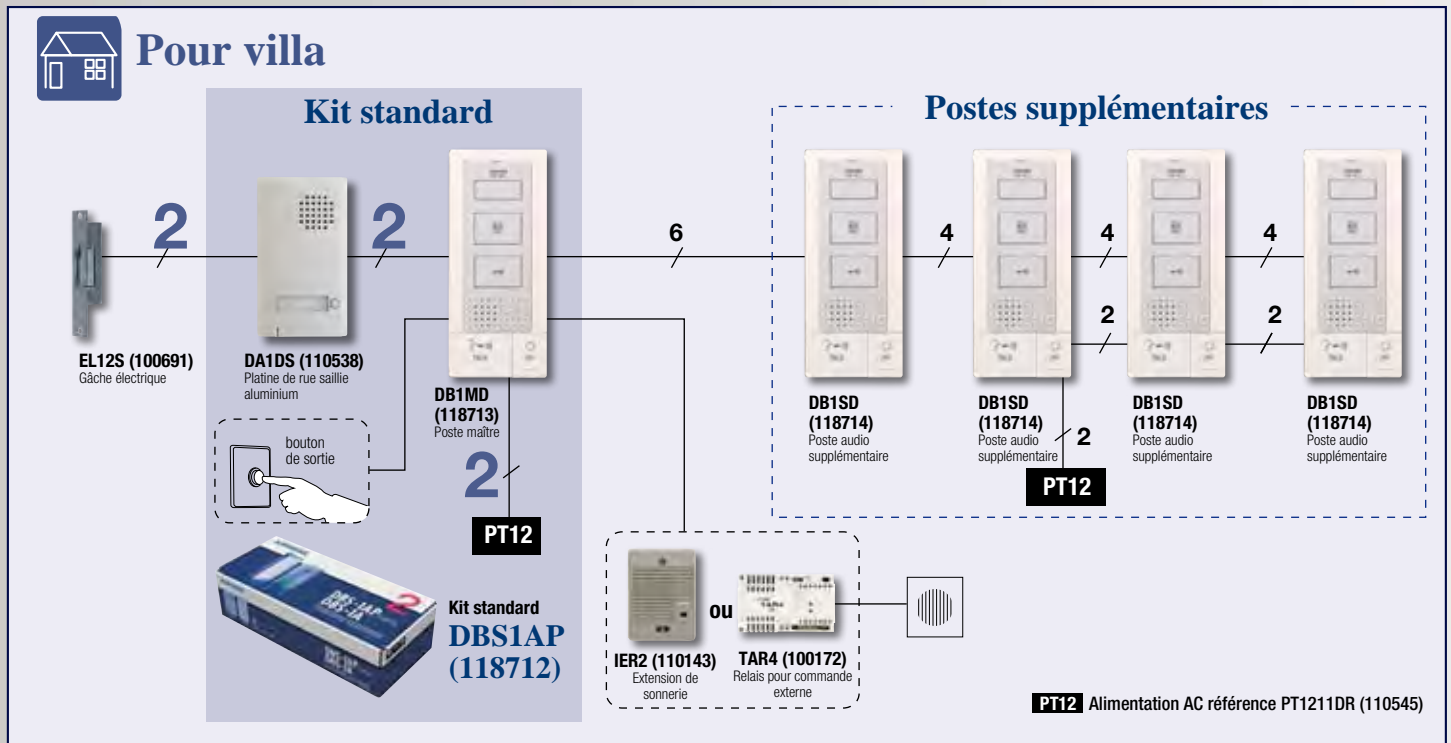 Pour villa
Kit standard
Postes supplémentaires
2
2
6
4
4
4
2
2
EL12S (100691)
Gâche électrique
DA1DS (110538)
Platine de rue saillie
aluminium
DB1MD
(118713)
Poste maître
DB1SD
(118714)
Poste audio
supplémentaire
DB1SD
(118714)
Poste audio
supplémentaire
DB1SD
(118714)
Poste audio
supplémentaire
DB1SD
(118714)
Poste audio
supplémentaire
2
PT12
bouton
de sortie
2
PT12
Kit standard
DBS1AP
(118712)
DBS-1AP
2
ou
IER2 (110143)
Extension de
sonnerie
TAR4 (100172)
Relais pour commande
externe
PT12 Alimentation AC référence PT1211DR (110545)